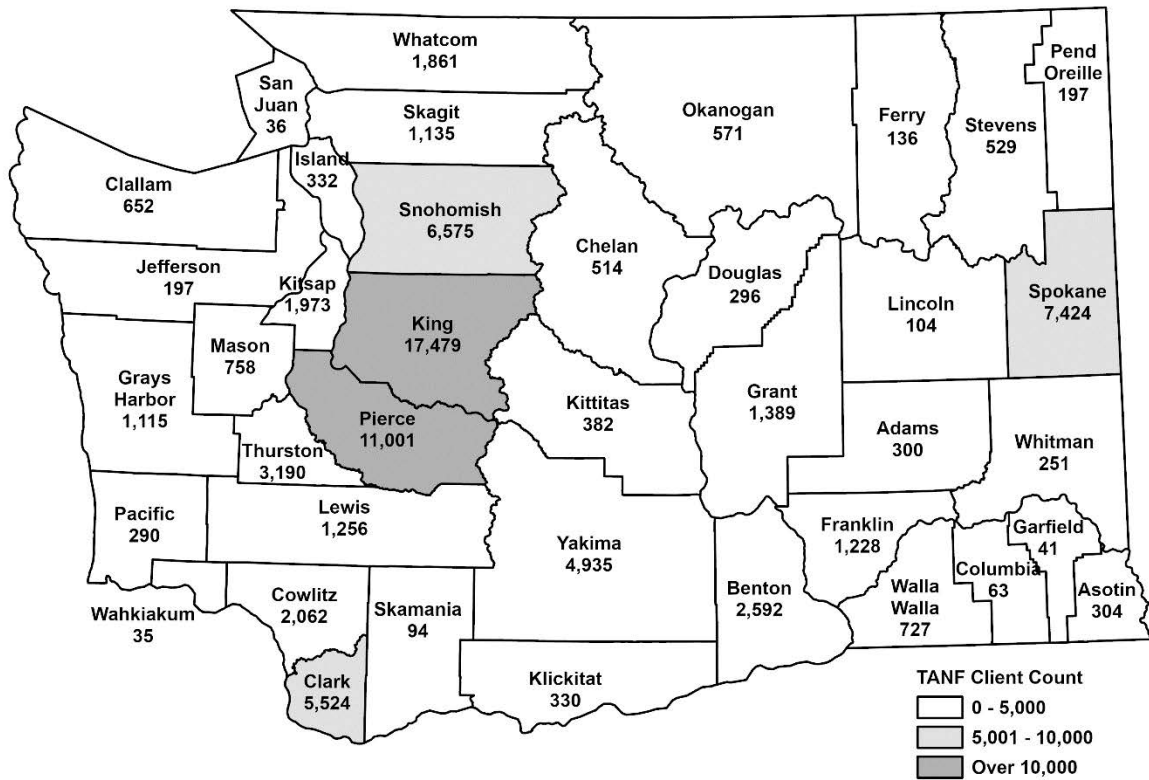 Whatcom
1,861
San
Juan
36
Skagit
1,135
Island
332
Clallam
652
Snohomish
6,575
Jefferson
197
Kitsap
1,973
King
17,479
Mason
758
Grays
Harbor
1,115
Pierce
11,001
Thurston
3,190
Pacific
290
Lewis
1,256
Wahkiakum
35
Cowlitz
2,062
Skamania
94
Clark
5,524
Okanogan
571
Chelan
514
Douglas
296
Kittitas
382
Grant
1,389
Yakima
4,935
Klickitat
330
Benton
2,592
Ferry
136
Stevens
529
Pend
Oreille
197
Lincoln
104
Spokane
7,424
Adams
300
Whitman
251
Franklin
1,228
Walla
Walla
727
Columbia
63
Garfield
41
Asotin
304
TANF Client Count
0 - 5,000
5,001 - 10,000
Over 10,000